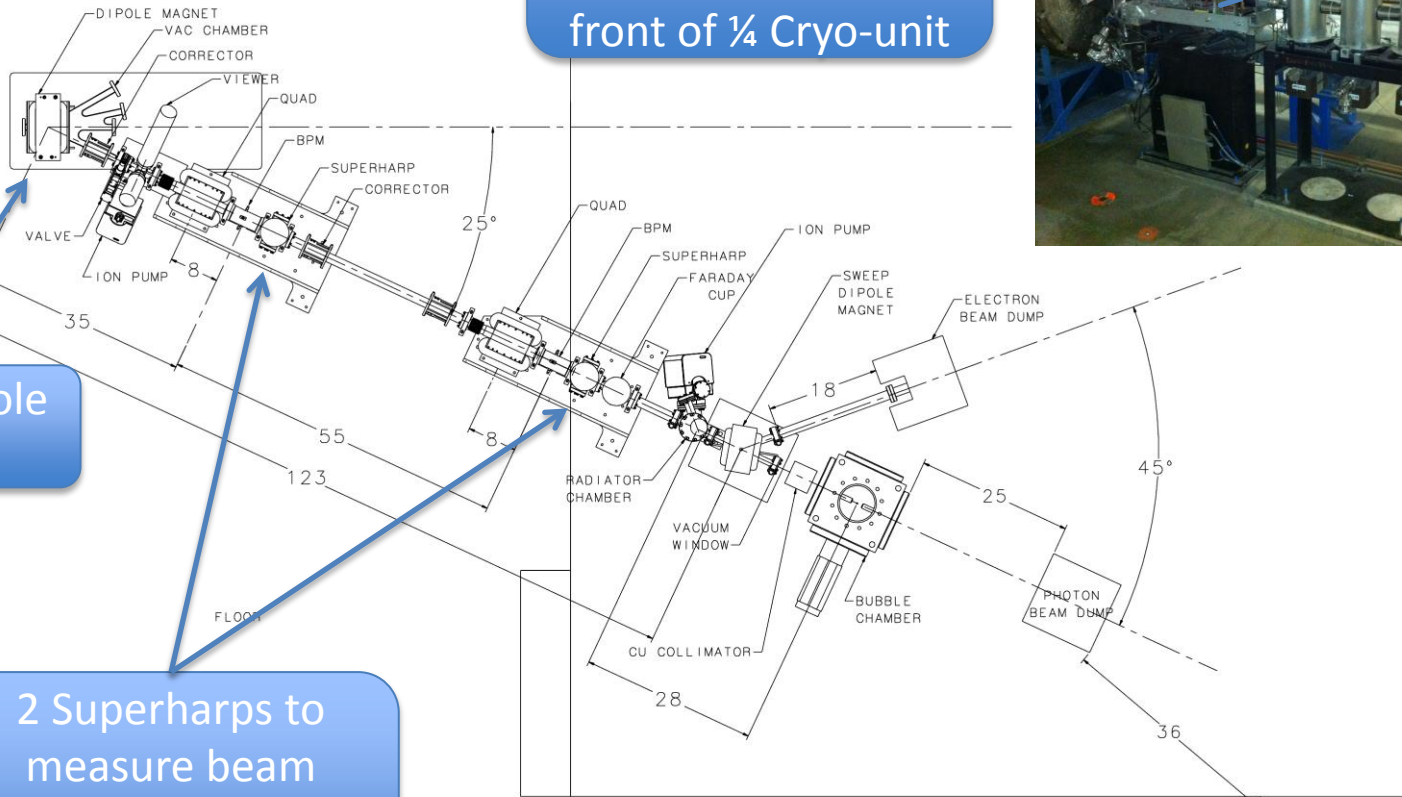 front of ¼ Cryo-unit
DIPOLE MAGNET
VAC CHAMBER
CORRECTOR
VIEWER
QUAD
BPM
SUPERHARP
CORRECTOR
25°
VALVE
ION PUMP
8
35
QUAD
BPM
ION PUMP
SUPERHARP
FARADAY
CUP
SWEEP
DIPOLE
MAGNET
ELECTRON
BEAM DUMP
18
55
8
123
45°
25
RADIATOR
CHAMBER
VACUUM
WINDOW
BUBBLE
CHAMBER
PHOTON
BEAM DUMP
FLOOR
CU COLLIMATOR
28
36
2 Superharps to
measure beam